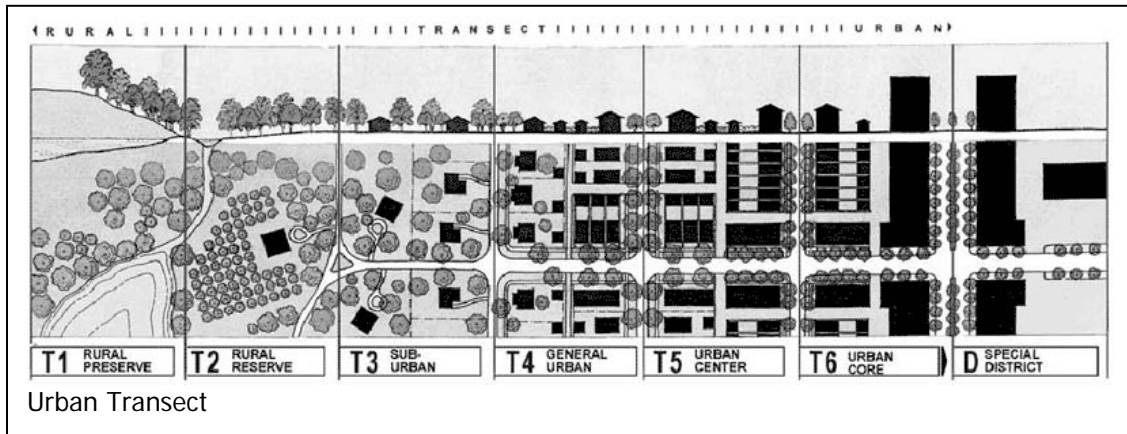 RURAL TRANSECT URBAN
T1 RURAL PRESERVE
T2 RURAL RESERVE
T3 SUB-URBAN
T4 GENERAL URBAN
T5 URBAN CENTER
T6 URBAN CORE
D SPECIAL DISTRICT
Urban Transect